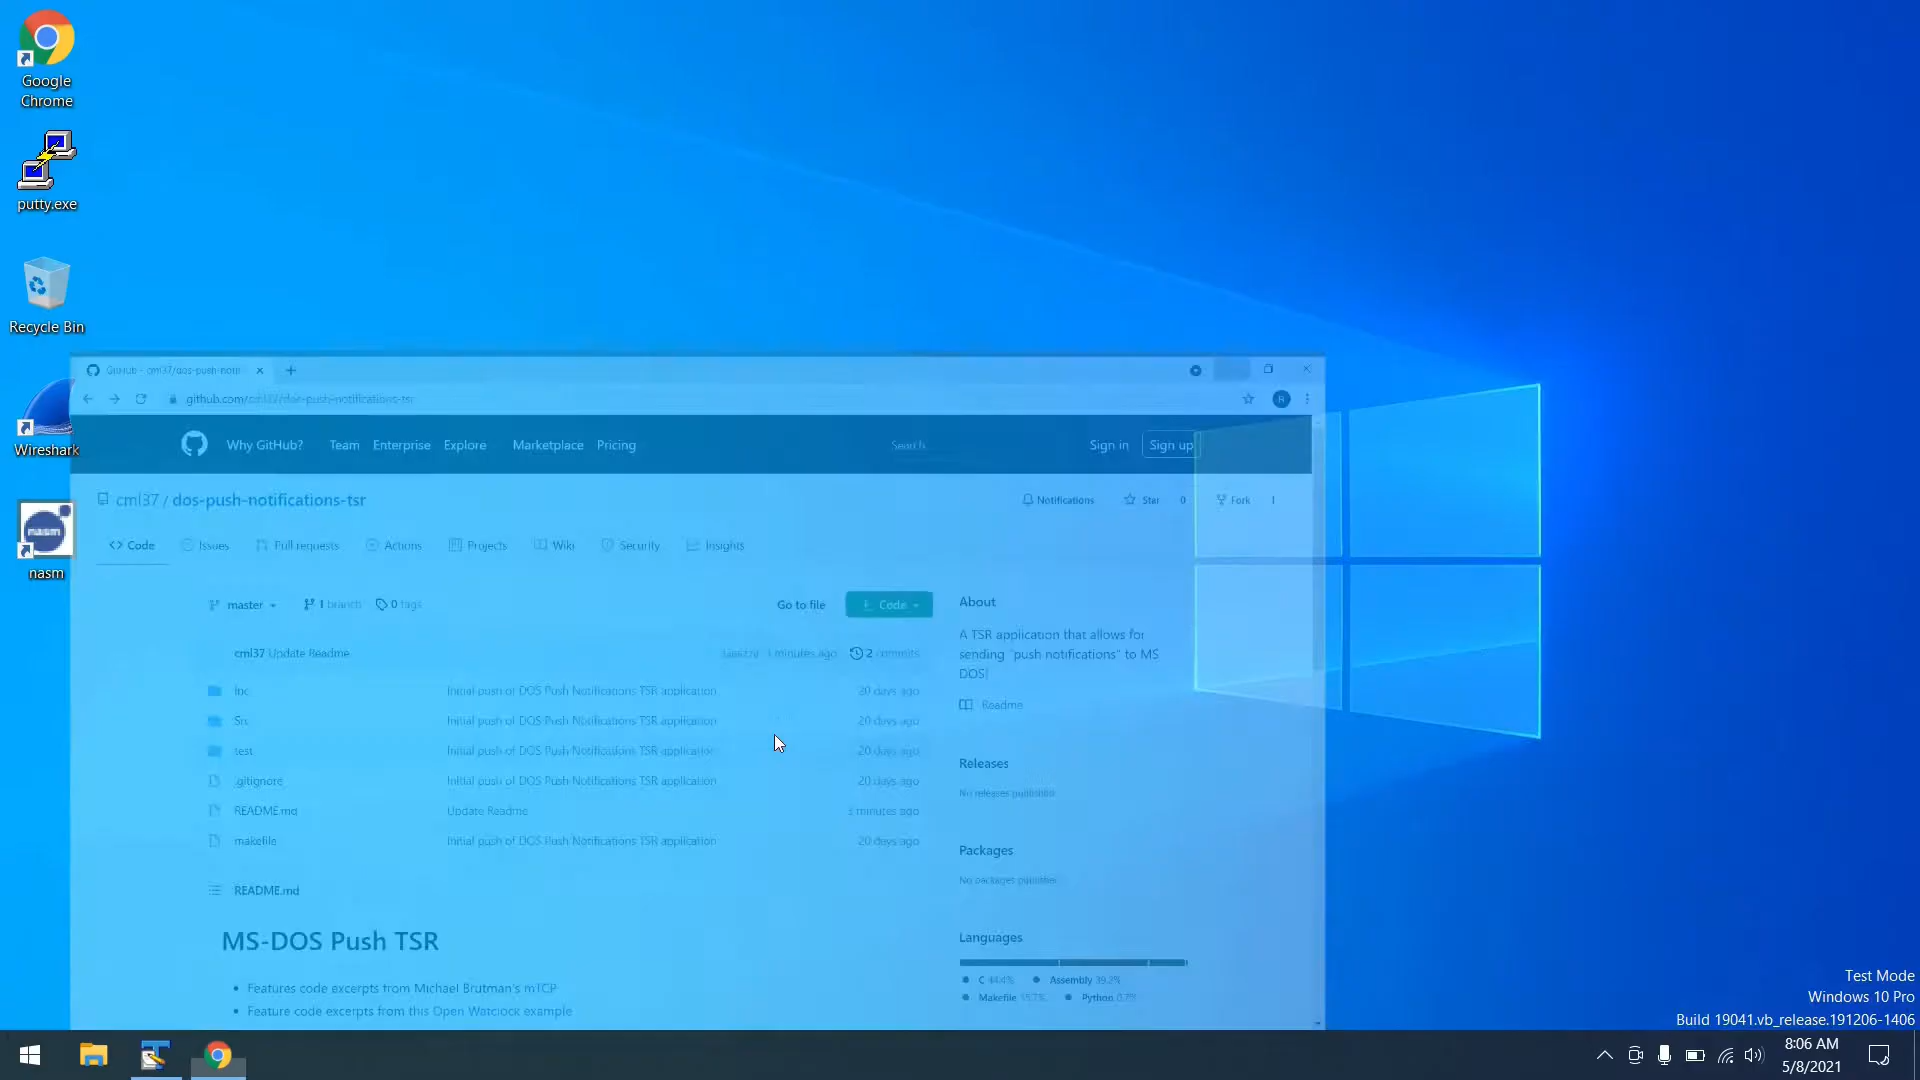 Google
Chrome
putty.exe
Recycle Bin
Wireshark
nasm
GitHub - cml37/dos-push-notifi
github.com/cml37/dos-push-notifications-tsr
R
Why GitHub? Team Enterprise Explore Marketplace Pricing
Search
Sign in Sign up
cml37 / dos-push-notifications-tsr
Notifications Star 0 Fork 1
Code Issues Pull requests Actions Projects Wiki Security Insights
master 1 branch 0 tags
Go to file Code
cml37 Update Readme
3 minutes ago 2 commits
inc Initial push of DOS Push Notifications TSR application 20 days ago
Src Initial push of DOS Push Notifications TSR application 20 days ago
test Initial push of DOS Push Notifications TSR application 20 days ago
.gitignore Initial push of DOS Push Notifications TSR application 20 days ago
README.md Update Readme 3 minutes ago
makefile Initial push of DOS Push Notifications TSR application 20 days ago
README.md
MS-DOS Push TSR
Features code excerpts from Michael Brutman's mTCP
Feature code excerpts from this Open Watclock example
About
A TSR application that allows for
sending "push notifications" to MS
DOS!
Readme
Releases
No releases published
Packages
No packages published
Languages
C 44.4% Assembly 39.2%
Makefile 15.7% Python 0.7%
Test Mode
Windows 10 Pro
Build 19041.vb_release.191206-1406
8:06 AM
5/8/2021